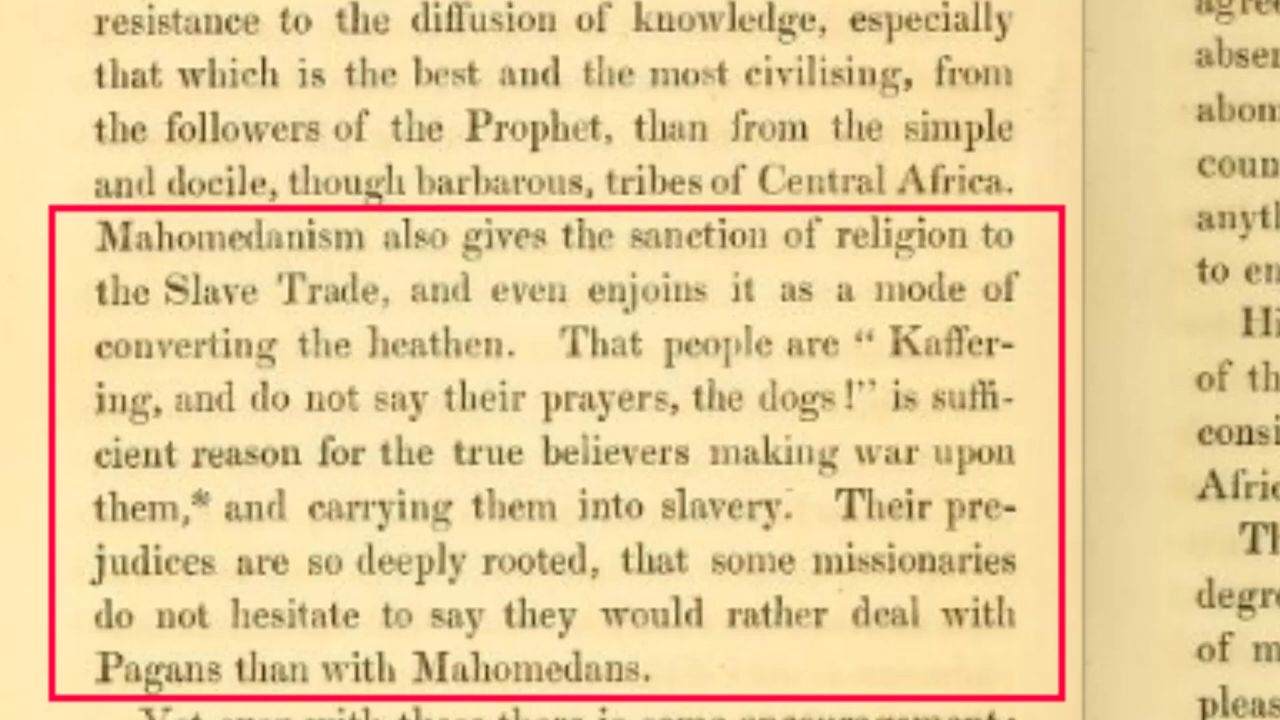 resistance to the diffusion of knowledge, especially
that which is the best and the most civilising, from
the followers of the Prophet, than from the simple
and docile, though barbarous, tribes of Central Africa.
Mahomedanism also gives the sanction of religion to
the Slave Trade, and even enjoins it as a mode of
converting the heathen. That people are “ Kaffer-
ing, and do not say their prayers, the dogs !” is suffi-
cient reason for the true believers making war upon
them,* and carrying them into slavery. Their pre-
judices are so deeply rooted, that some missionaries
do not hesitate to say they would rather deal with
Pagans than with Mahomedans.
to en
of
of